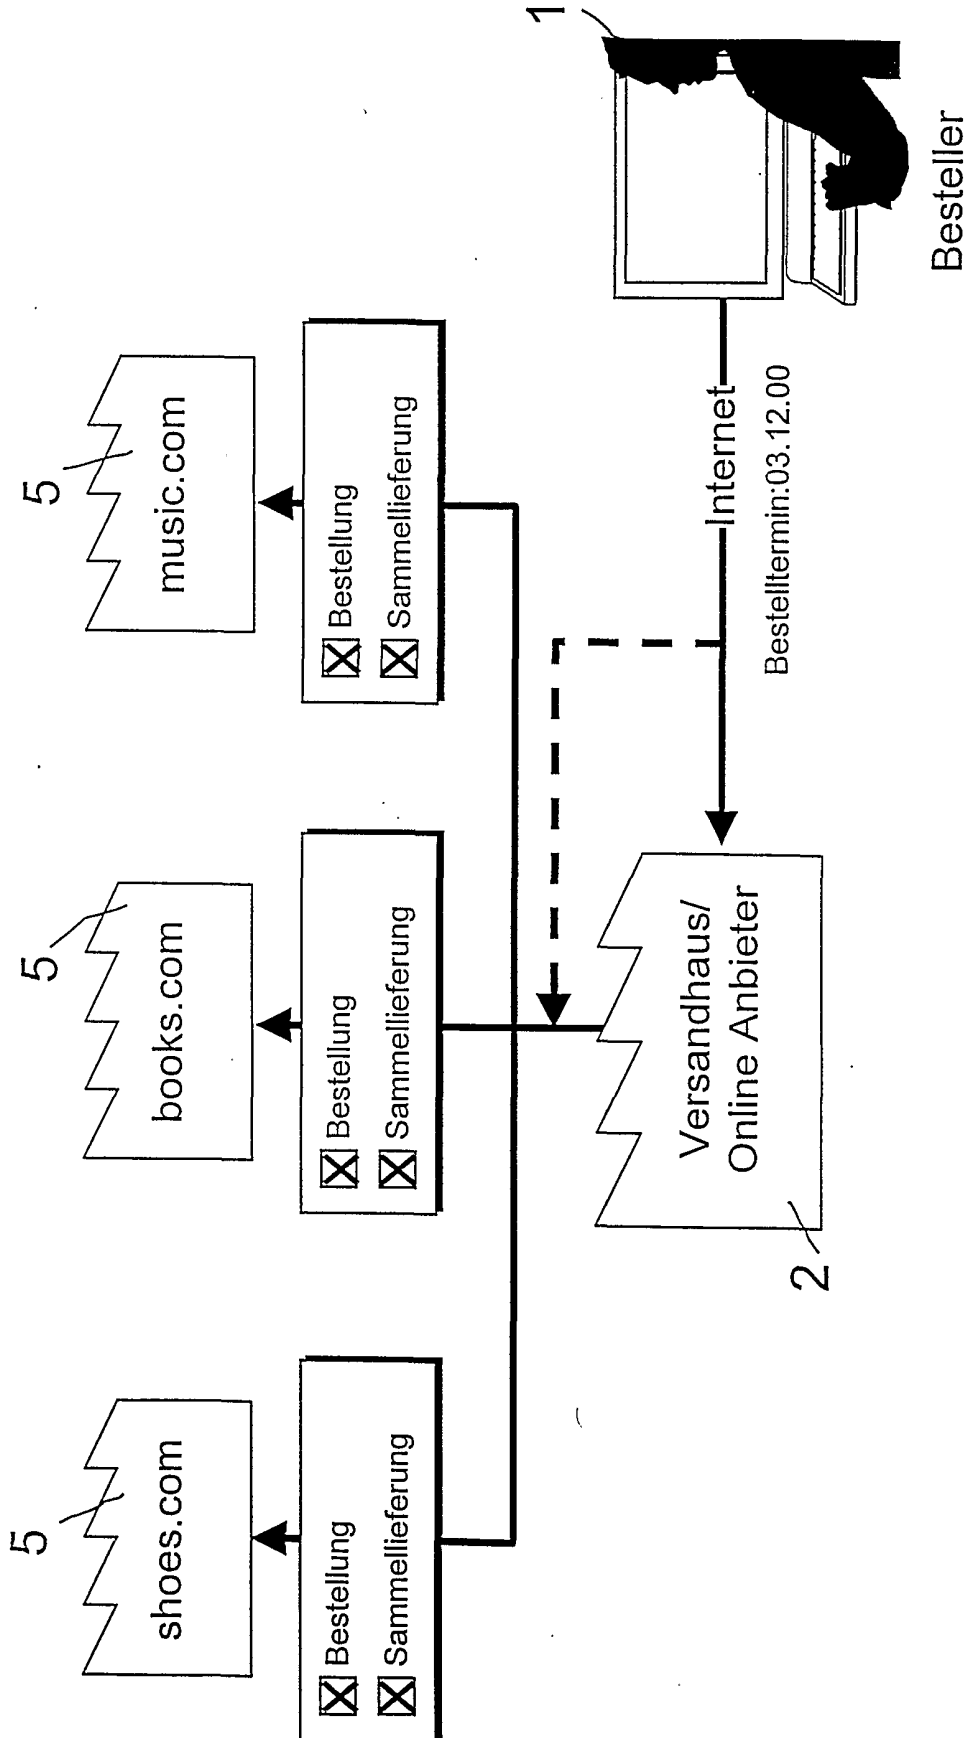 5
shoes.com
5
books.com
5
music.com
Bestellung
Sammellieferung
Bestellung
Sammellieferung
Bestellung
Sammellieferung
1
2
Versandhaus/
Online Anbieter
Internet
Bestelltermin:03.12.00
Besteller